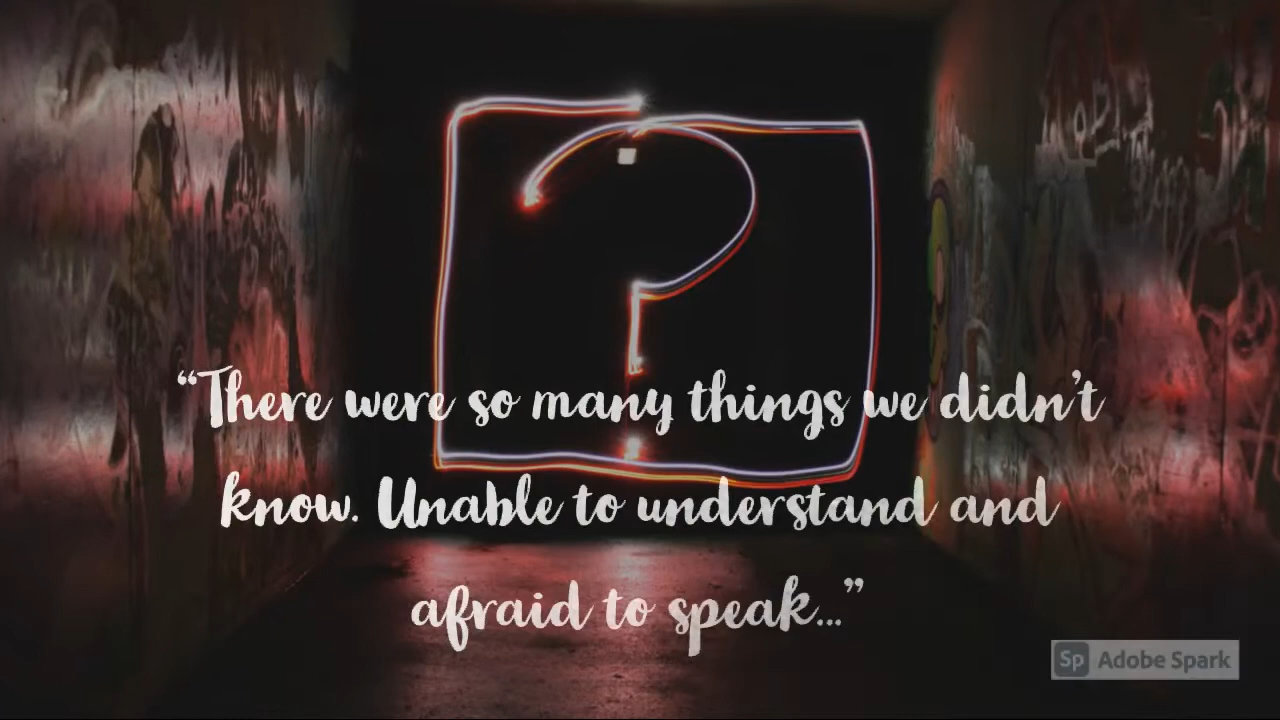 “There were so many things we didn’t
know. Unable to understand and
afraid to speak...”
Sp Adobe Spark